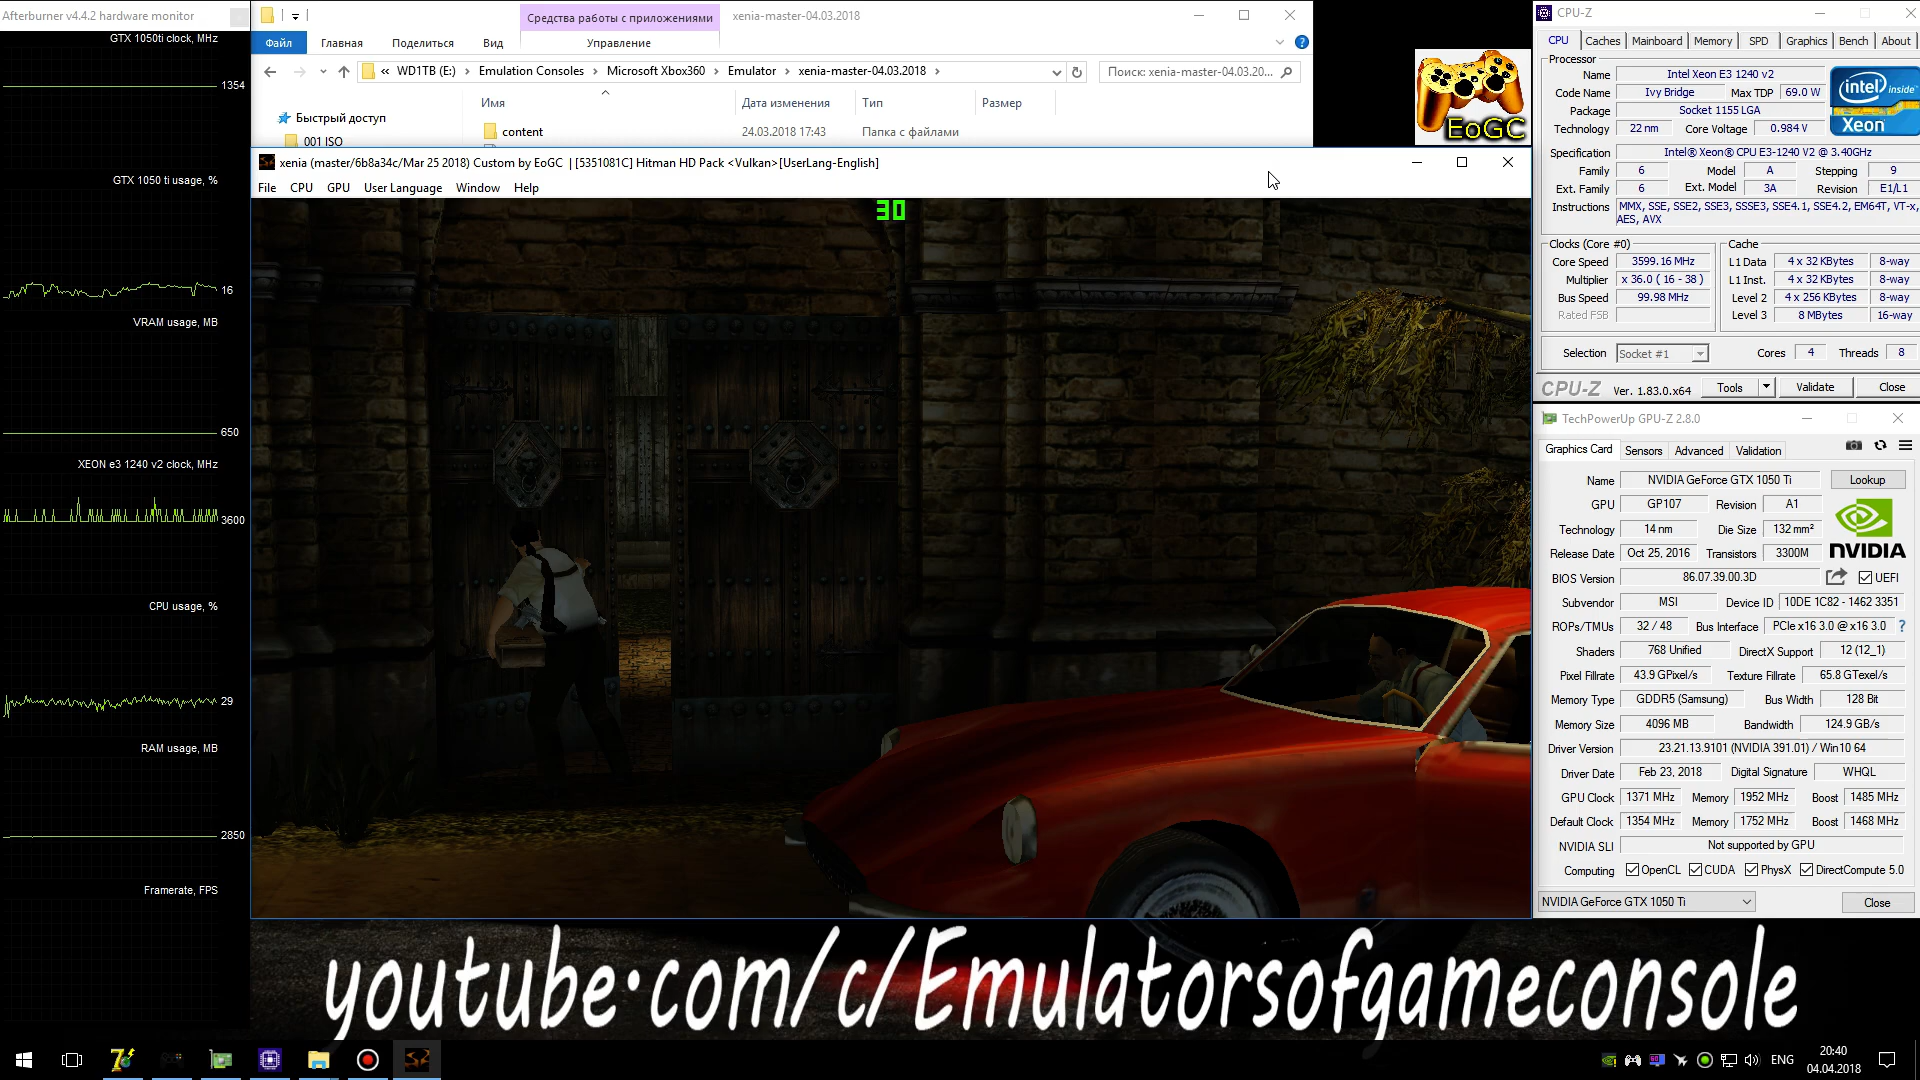 Afterburner v4.4.2 hardware monitor
GTX 1050ti clock, MHz
1354
GTX 1050 ti usage, %
16
VRAM usage, MB
650
XEON e3 1240 v2 clock, MHz
3600
CPU usage, %
29
RAM usage, MB
2850
Framerate, FPS
Средства работы с приложениями
xenia-master-04.03.2018
Файл
Главная
Поделиться
Вид
Управление
« WD1TB (E:) › Emulation Consoles › Microsoft Xbox360 › Emulator › xenia-master-04.03.2018 ›
Поиск: xenia-master-04.03.20...
Имя
Дата изменения
Тип
Размер
Быстрый доступ
001 ISO
content
24.03.2018 17:43
Папка с файлами
EoGC
xenia (master/6b8a34c/Mar 25 2018) Custom by EoGC | [5351081C] Hitman HD Pack <Vulkan>[UserLang-English]
File CPU GPU User Language Window Help
30
CPU-Z
CPU Caches Mainboard Memory SPD Graphics Bench About
Processor
Name Intel Xeon E3 1240 v2
Code Name Ivy Bridge Max TDP 69.0 W
Package Socket 1155 LGA
Technology 22 nm Core Voltage 0.984 V
intel inside™
Xeon
Specification Intel® Xeon® CPU E3-1240 V2 @ 3.40GHz
Family 6 Model A Stepping 9
Ext. Family 6 Ext. Model 3A Revision E1/L1
Instructions MMX, SSE, SSE2, SSE3, SSSE3, SSE4.1, SSE4.2, EM64T, VT-x,
AES, AVX
Clocks (Core #0)
Core Speed 3599.16 MHz
Multiplier x 36.0 ( 16 - 38 )
Bus Speed 99.98 MHz
Rated FSB
Cache
L1 Data 4 x 32 KBytes 8-way
L1 Inst. 4 x 32 KBytes 8-way
Level 2 4 x 256 KBytes 8-way
Level 3 8 MBytes 16-way
Selection Socket #1 Cores 4 Threads 8
CPU-Z Ver. 1.83.0.x64 Tools Validate Close
TechPowerUp GPU-Z 2.8.0
Graphics Card Sensors Advanced Validation
Name NVIDIA GeForce GTX 1050 Ti Lookup
GPU GP107 Revision A1
Technology 14 nm Die Size 132 mm²
Release Date Oct 25, 2016 Transistors 3300M
NVIDIA
BIOS Version 86.07.39.00.3D UEFI
Subvendor MSI Device ID 10DE 1C82 - 1462 3351
ROPs/TMUs 32 / 48 Bus Interface PCIe x16 3.0 @ x16 3.0 ?
Shaders 768 Unified DirectX Support 12 (12_1)
Pixel Fillrate 43.9 GPixel/s Texture Fillrate 65.8 GTexel/s
Memory Type GDDR5 (Samsung) Bus Width 128 Bit
Memory Size 4096 MB Bandwidth 124.9 GB/s
Driver Version 23.21.13.9101 (NVIDIA 391.01) / Win10 64
Driver Date Feb 23, 2018 Digital Signature WHQL
GPU Clock 1371 MHz Memory 1952 MHz Boost 1485 MHz
Default Clock 1354 MHz Memory 1752 MHz Boost 1468 MHz
NVIDIA SLI Not supported by GPU
Computing OpenCL CUDA PhysX DirectCompute 5.0
NVIDIA GeForce GTX 1050 Ti Close
youtube.com/c/Emulatorsofgameconsole
ENG
20:40
04.04.2018